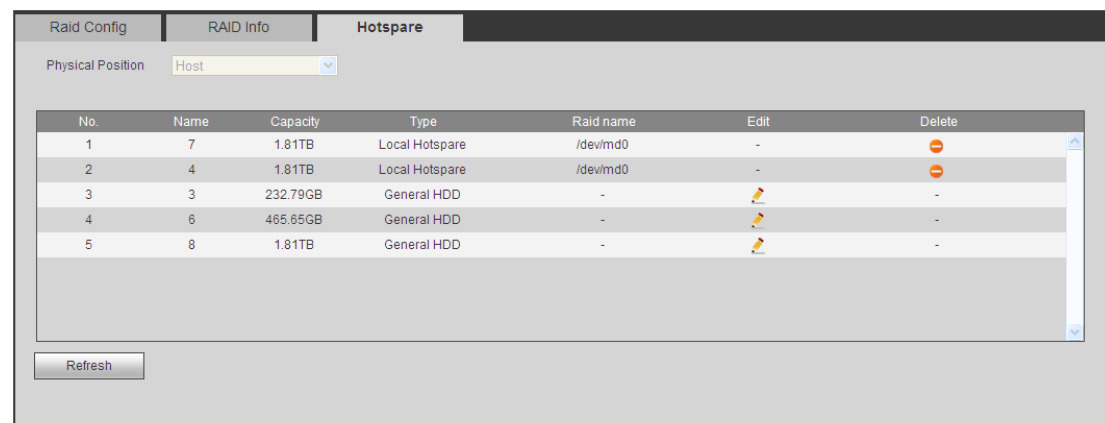 Raid Config RAID Info Hotspare
Physical Position Host
No. Name Capacity Type Raid name Edit Delete
1 7 1.81TB Local Hotspare /dev/md0 -
2 4 1.81TB Local Hotspare /dev/md0 -
3 3 232.79GB General HDD - -
4 6 465.65GB General HDD - -
5 8 1.81TB General HDD - -
Refresh